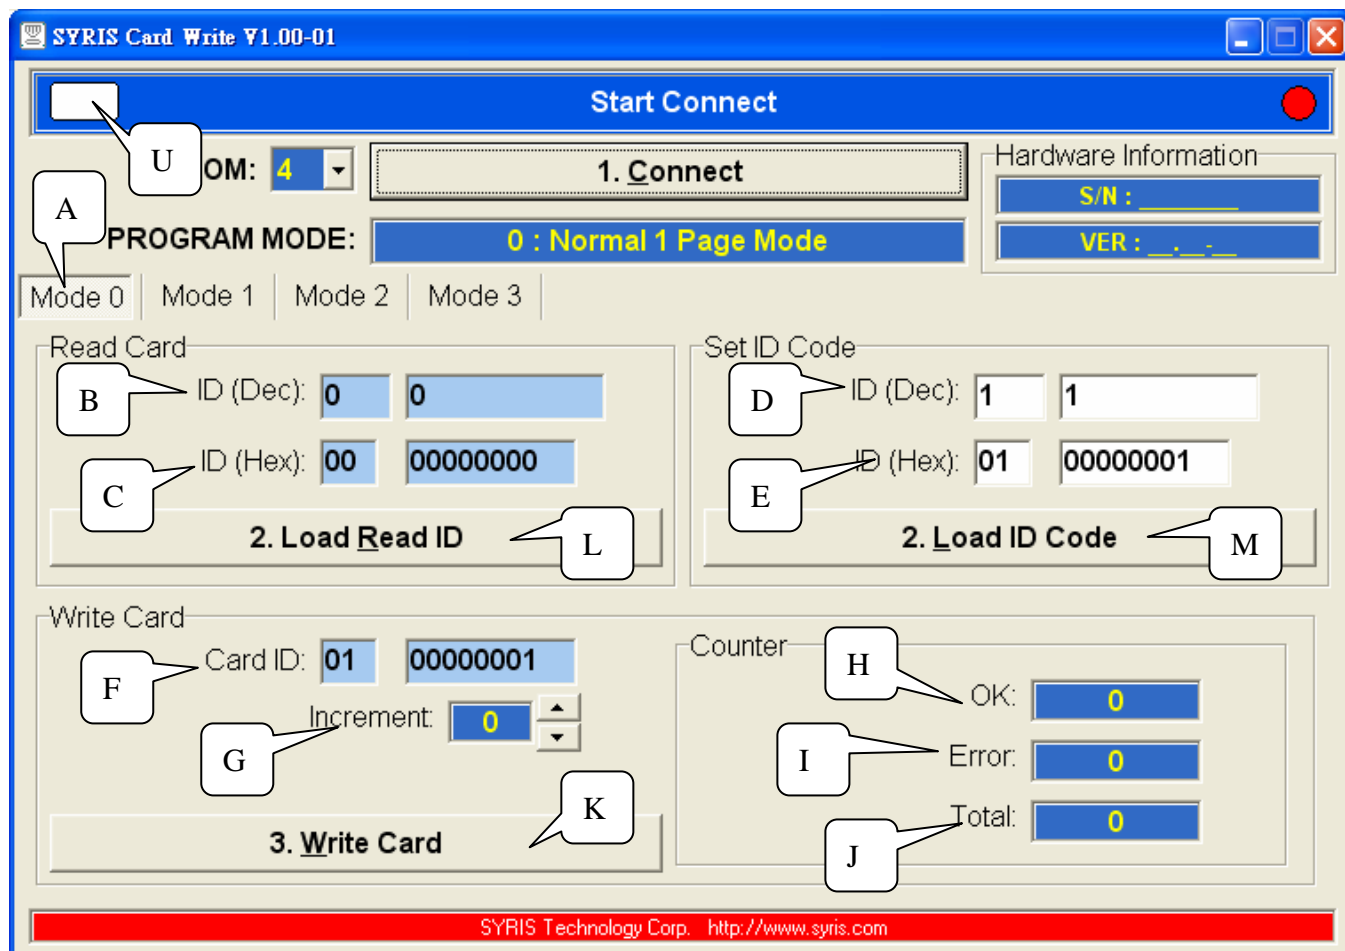 SYRIS Card Write V1.00-01
Start Connect
U
OM: 4 1. Connect
Hardware Information
S/N : ________
VER : __.__-__
A
PROGRAM MODE: 0 : Normal 1 Page Mode
Mode 0 Mode 1 Mode 2 Mode 3
Read Card
B ID (Dec): 0 0
C ID (Hex): 00 00000000
2. Load Read ID L
Set ID Code
D ID (Dec): 1 1
E ID (Hex): 01 00000001
2. Load ID Code M
Write Card
F Card ID: 01 00000001
G Increment: 0
K
3. Write Card
Counter
H OK: 0
I Error: 0
J Total: 0
SYRIS Technology Corp. http://www.syris.com